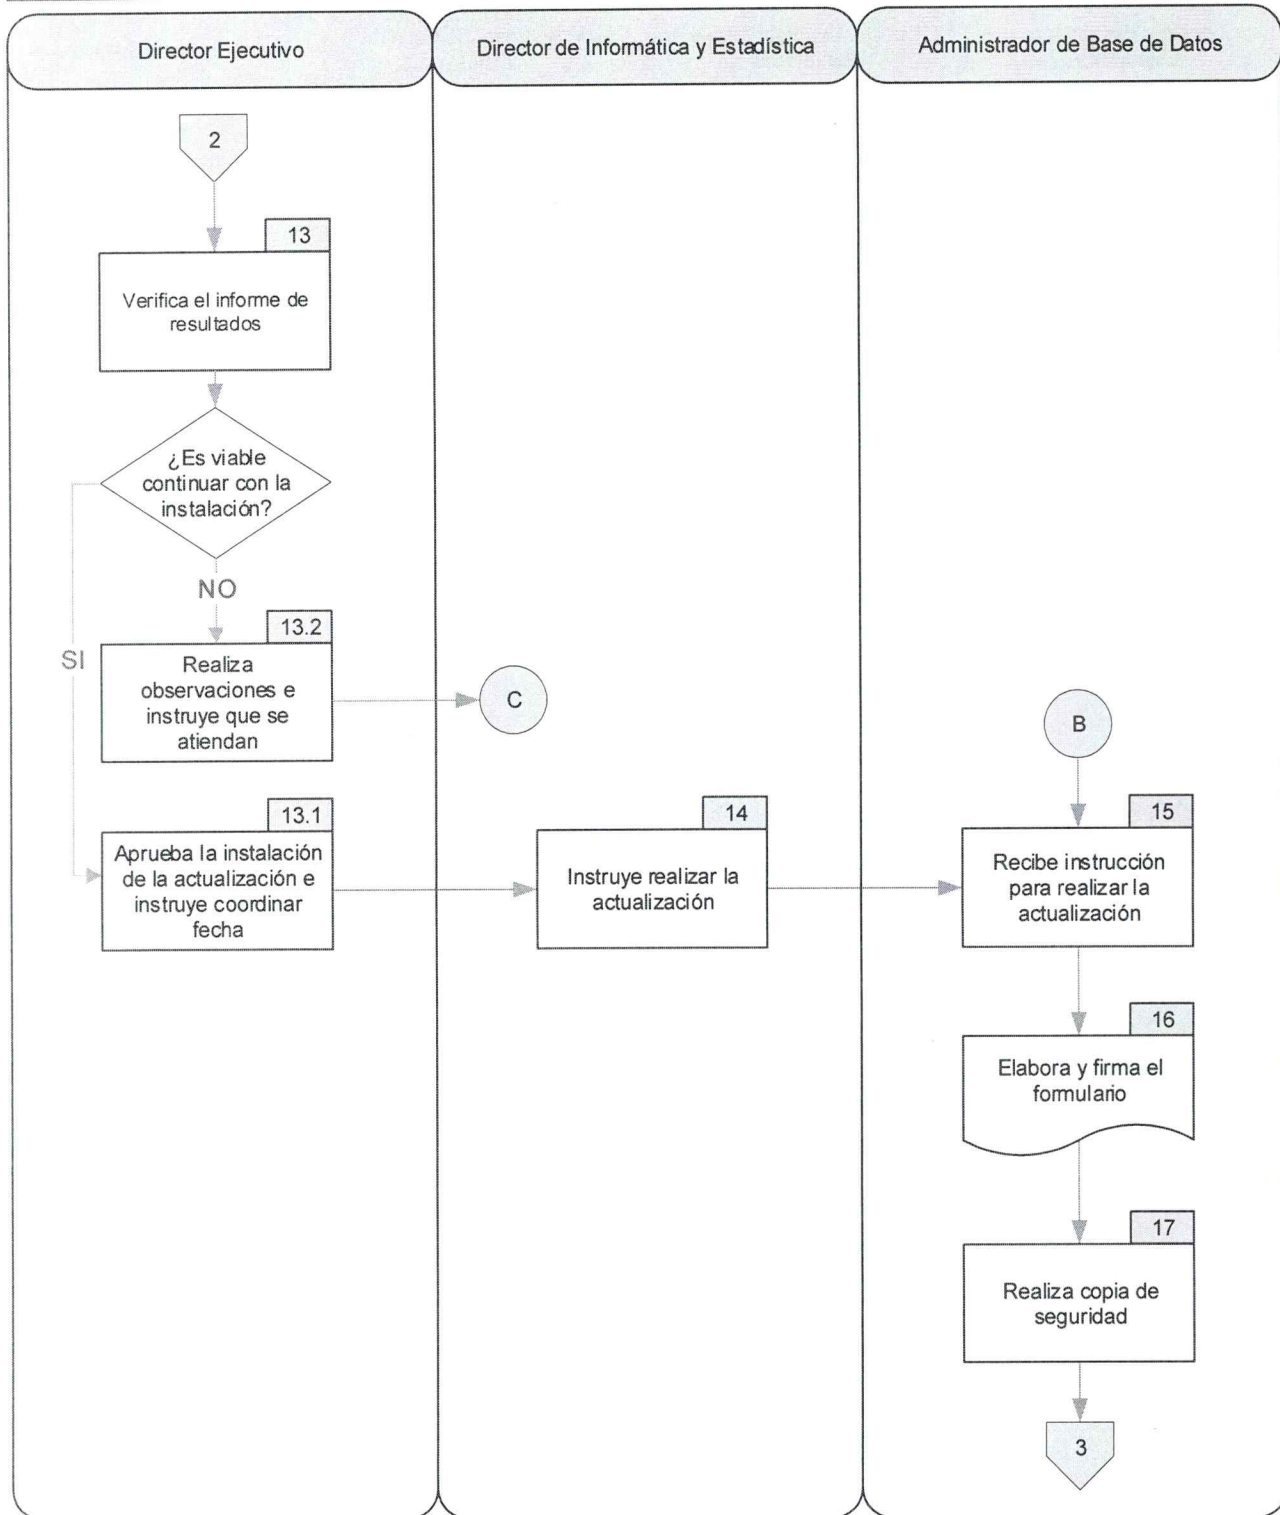 Director Ejecutivo
Director de Informática y Estadística
Administrador de Base de Datos
2
13
Verifica el informe de
resultados
¿Es viable
continuar con la
instalación?
NO
SI
13.2
Realiza
observaciones e
instruye que se
atiendan
C
B
13.1
Aprueba la instalación
de la actualización e
instruye coordinar
fecha
14
Instruye realizar la
actualización
15
Recibe instrucción
para realizar la
actualización
16
Elabora y firma el
formulario
17
Realiza copia de
seguridad
3